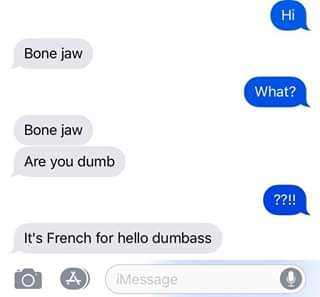 Hi
Bone jaw
What?
Bone jaw
Are you dumb
??!!
It's French for hello dumbass
iMessage